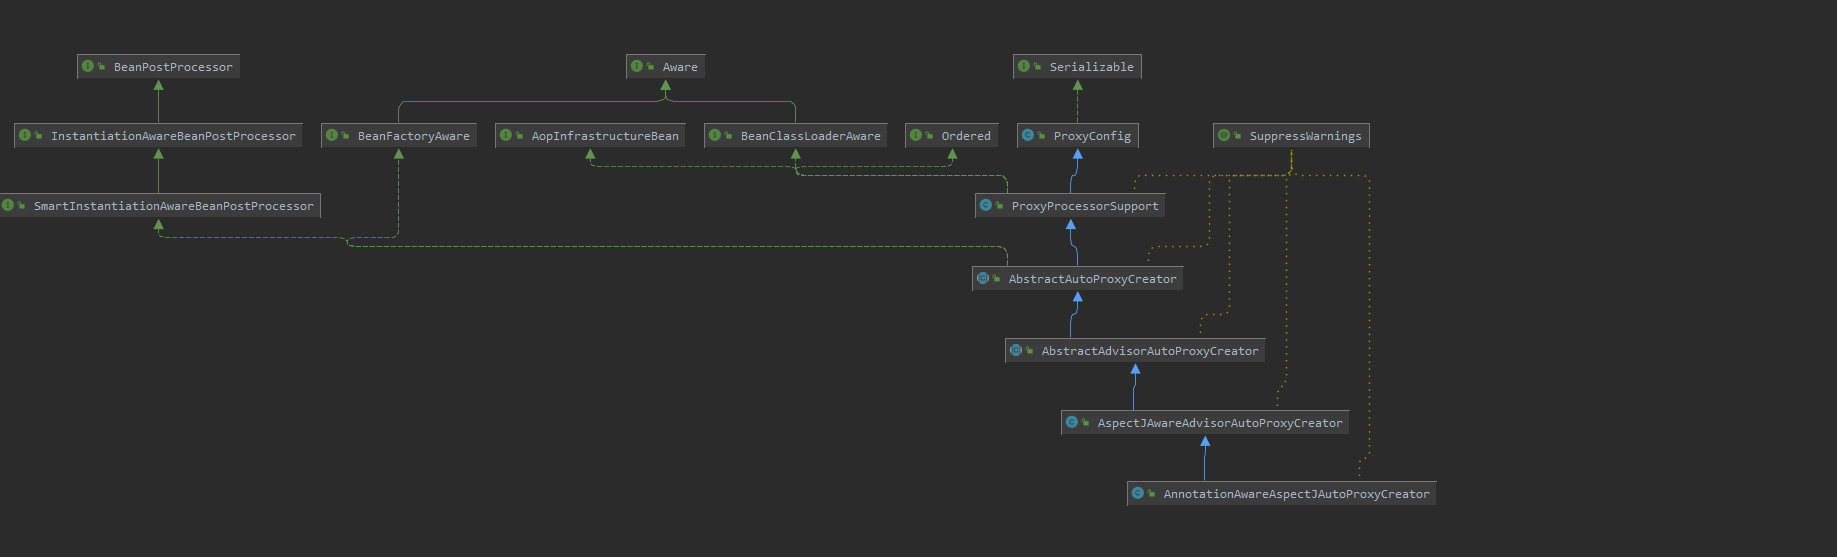 BeanPostProcessor
Aware
Serializable
InstantiationAwareBeanPostProcessor
BeanFactoryAware
AopInfrastructureBean
BeanClassLoaderAware
Ordered
ProxyConfig
SuppressWarnings
SmartInstantiationAwareBeanPostProcessor
ProxyProcessorSupport
AbstractAutoProxyCreator
AbstractAdvisorAutoProxyCreator
AspectJAwareAdvisorAutoProxyCreator
AnnotationAwareAspectJAutoProxyCreator